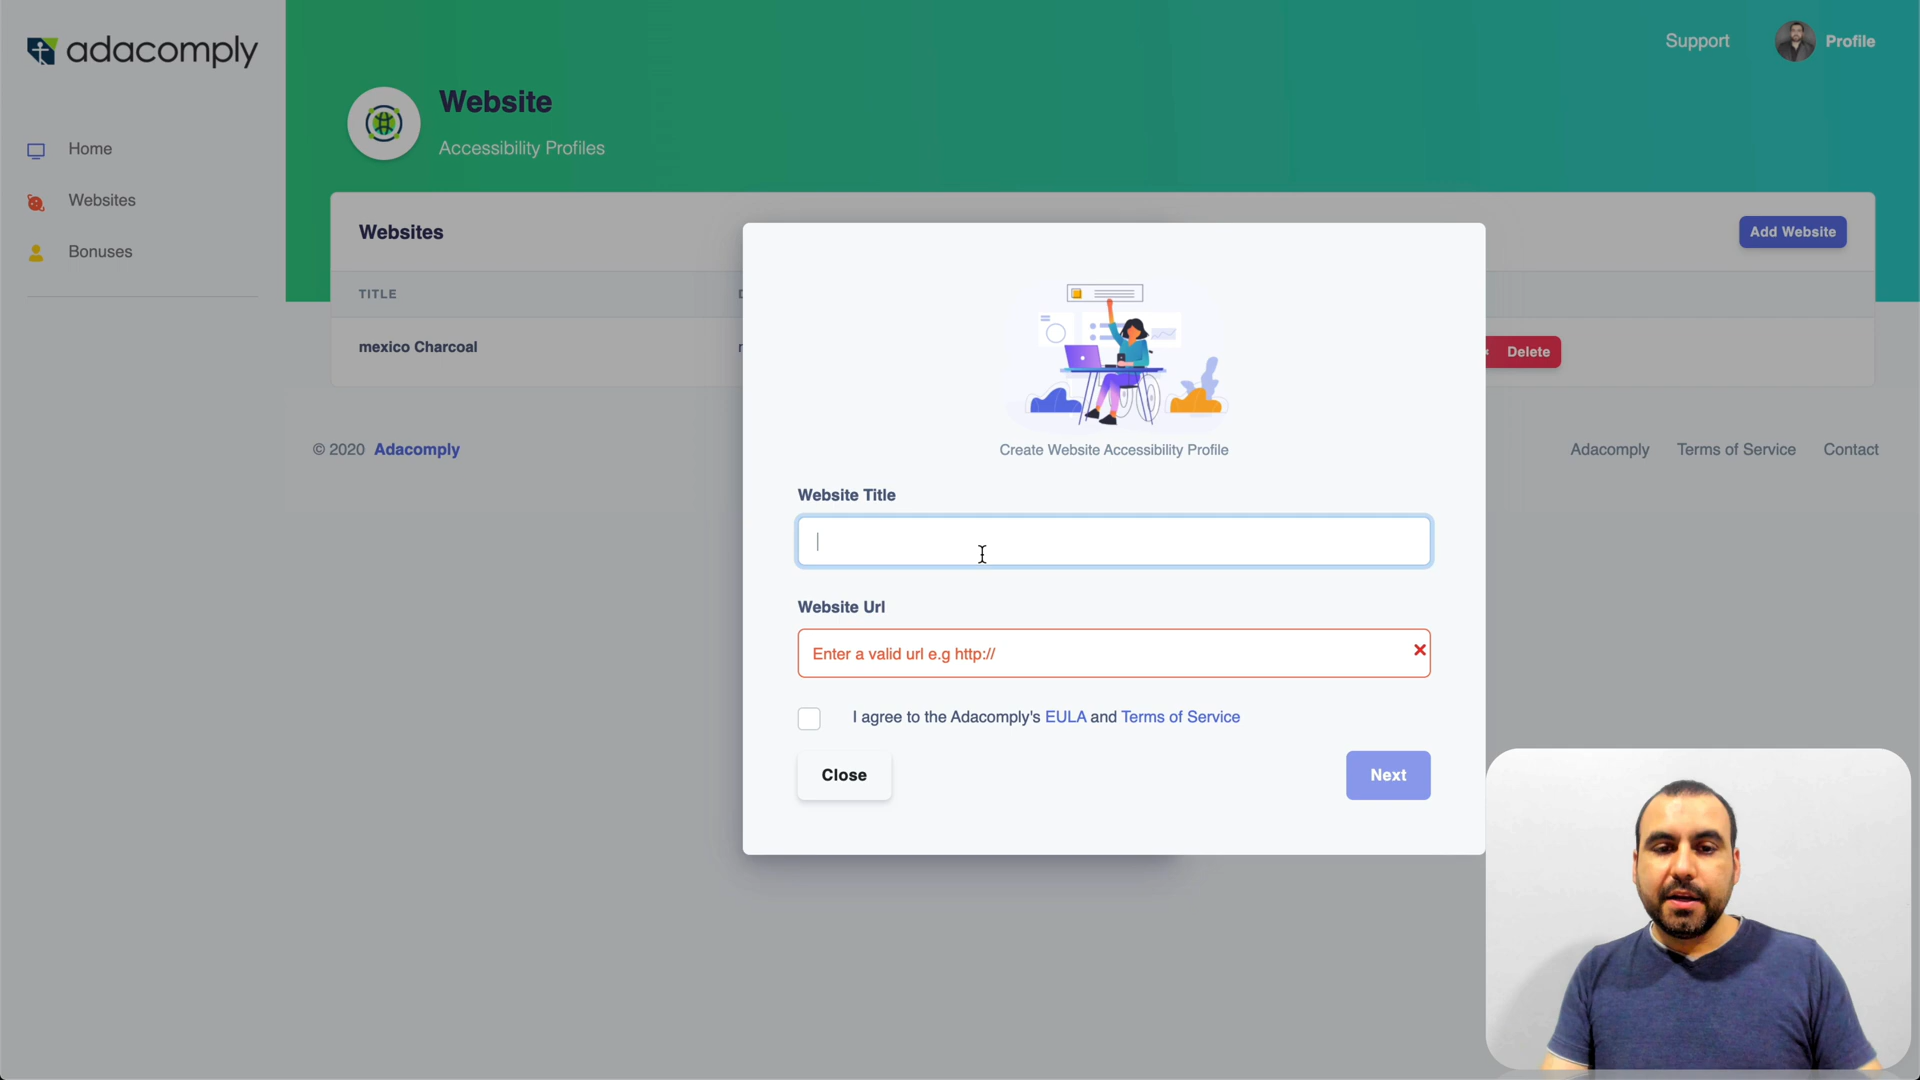 adacomply
Support
Profile
Website
Accessibility Profiles
Home
Websites
Bonuses
Websites
Add Website
TITLE
mexico Charcoal
Delete
© 2020 Adacomply
Adacomply
Terms of Service
Contact
Create Website Accessibility Profile
Website Title
Website Url
Enter a valid url e.g http://
I agree to the Adacomply's EULA and Terms of Service
Close
Next